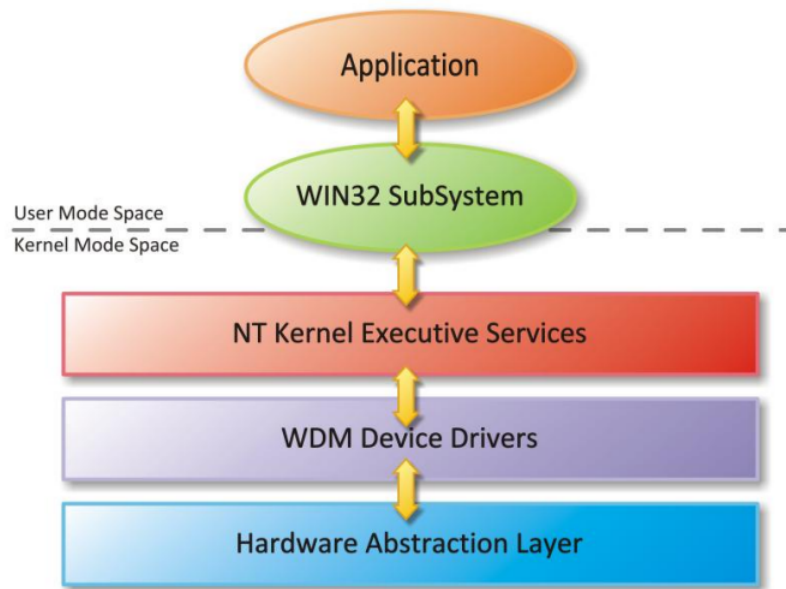 Application
WIN32 SubSystem
User Mode Space
Kernel Mode Space
NT Kernel Executive Services
WDM Device Drivers
Hardware Abstraction Layer